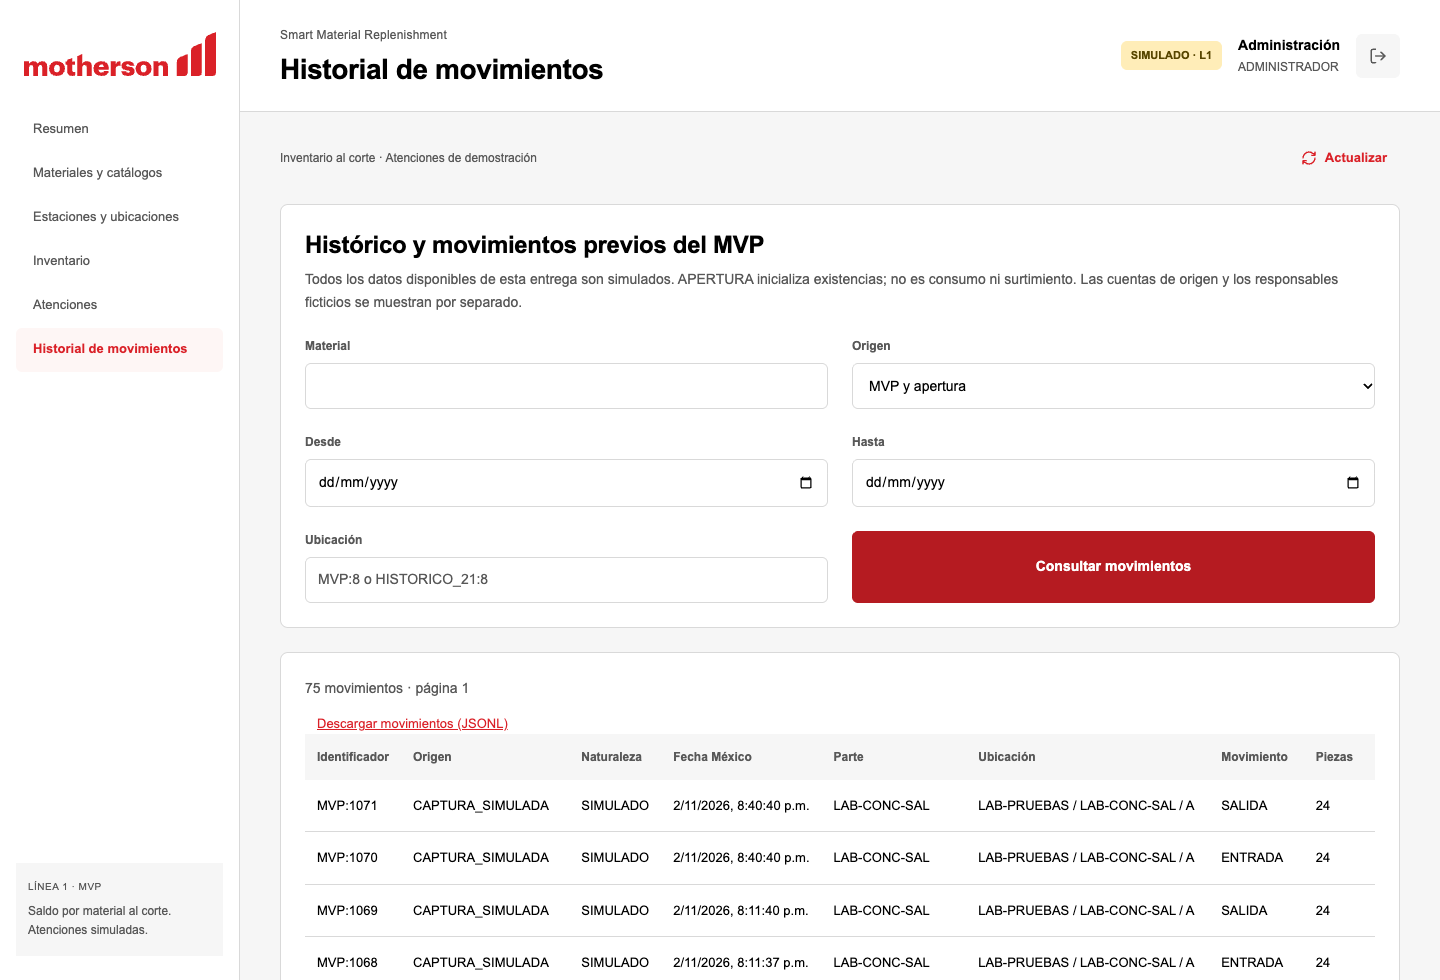 motherson
Resumen
Materiales y catálogos
Estaciones y ubicaciones
Inventario
Atenciones
Historial de movimientos
LÍNEA 1 · MVP
Saldo por material al corte.
Atenciones simuladas.
Smart Material Replenishment
Historial de movimientos
SIMULADO · L1
Administración
ADMINISTRADOR
Inventario al corte · Atenciones de demostración
Actualizar
Histórico y movimientos previos del MVP
Todos los datos disponibles de esta entrega son simulados. APERTURA inicializa existencias; no es consumo ni surtimiento. Las cuentas de origen y los responsables
ficticios se muestran por separado.
Material
Origen
MVP y apertura
Desde
Hasta
dd/mm/yyyy
dd/mm/yyyy
Ubicación
MVP:8 o HISTORICO_21:8
Consultar movimientos
75 movimientos · página 1
Descargar movimientos (JSONL)
Identificador Origen Naturaleza Fecha México Parte Ubicación Movimiento Piezas
MVP:1071 CAPTURA_SIMULADA SIMULADO 2/11/2026, 8:40:40 p.m. LAB-CONC-SAL LAB-PRUEBAS / LAB-CONC-SAL / A SALIDA 24
MVP:1070 CAPTURA_SIMULADA SIMULADO 2/11/2026, 8:40:40 p.m. LAB-CONC-SAL LAB-PRUEBAS / LAB-CONC-SAL / A ENTRADA 24
MVP:1069 CAPTURA_SIMULADA SIMULADO 2/11/2026, 8:11:40 p.m. LAB-CONC-SAL LAB-PRUEBAS / LAB-CONC-SAL / A SALIDA 24
MVP:1068 CAPTURA_SIMULADA SIMULADO 2/11/2026, 8:11:37 p.m. LAB-CONC-SAL LAB-PRUEBAS / LAB-CONC-SAL / A ENTRADA 24